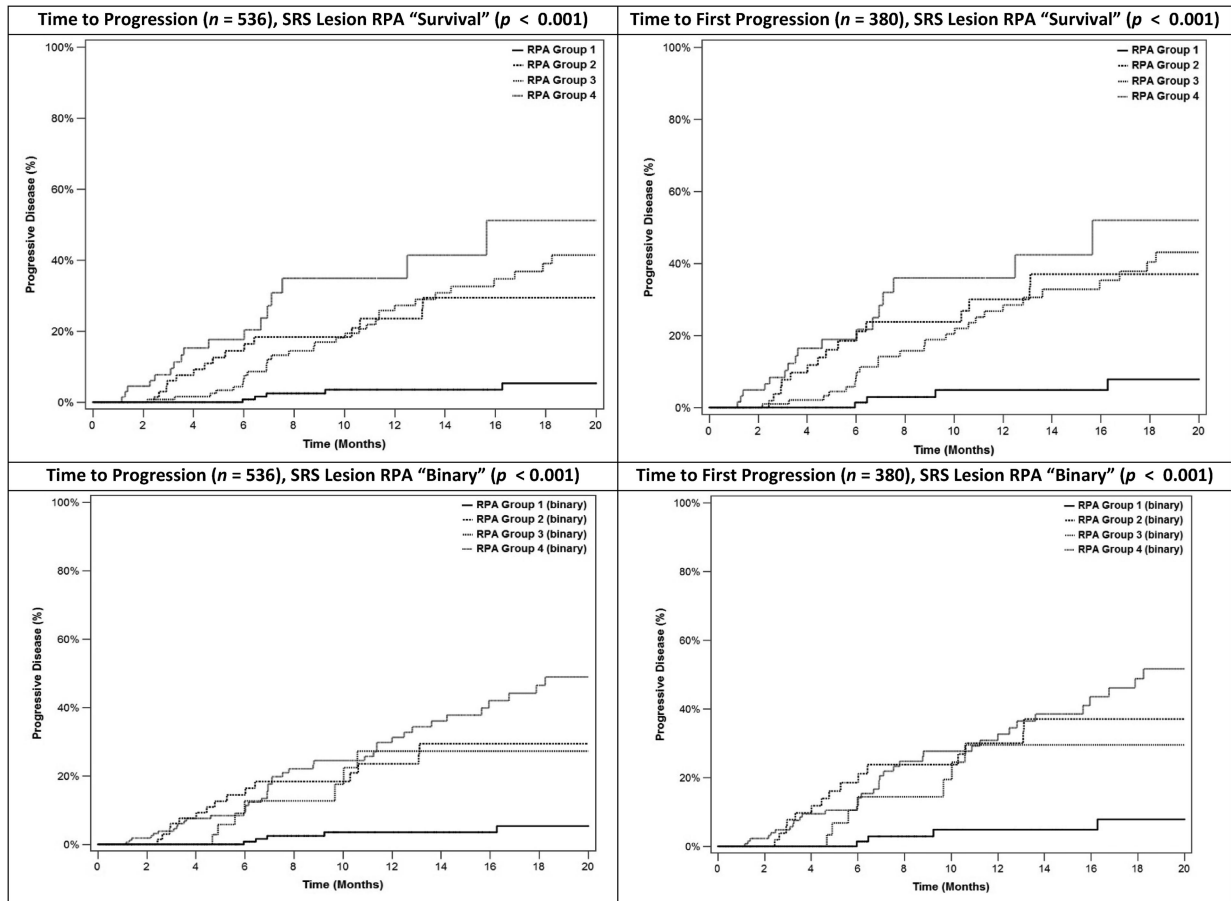 Time to Progression (n = 536), SRS Lesion RPA “Survival” (p < 0.001)
100%
80%
60%
40%
20%
0%
Progressive Disease (%)
RPA Group 1
RPA Group 2
RPA Group 3
RPA Group 4
0 2 4 6 8 10 12 14 16 18 20
Time (Months)
Time to First Progression (n = 380), SRS Lesion RPA “Survival” (p < 0.001)
100%
80%
60%
40%
20%
0%
Progressive Disease (%)
RPA Group 1
RPA Group 2
RPA Group 3
RPA Group 4
0 2 4 6 8 10 12 14 16 18 20
Time (Months)
Time to Progression (n = 536), SRS Lesion RPA “Binary” (p < 0.001)
100%
80%
60%
40%
20%
0%
Progressive Disease (%)
RPA Group 1 (binary)
RPA Group 2 (binary)
RPA Group 3 (binary)
RPA Group 4 (binary)
0 2 4 6 8 10 12 14 16 18 20
Time (Months)
Time to First Progression (n = 380), SRS Lesion RPA “Binary” (p < 0.001)
100%
80%
60%
40%
20%
0%
Progressive Disease (%)
RPA Group 1 (binary)
RPA Group 2 (binary)
RPA Group 3 (binary)
RPA Group 4 (binary)
0 2 4 6 8 10 12 14 16 18 20
Time (Months)